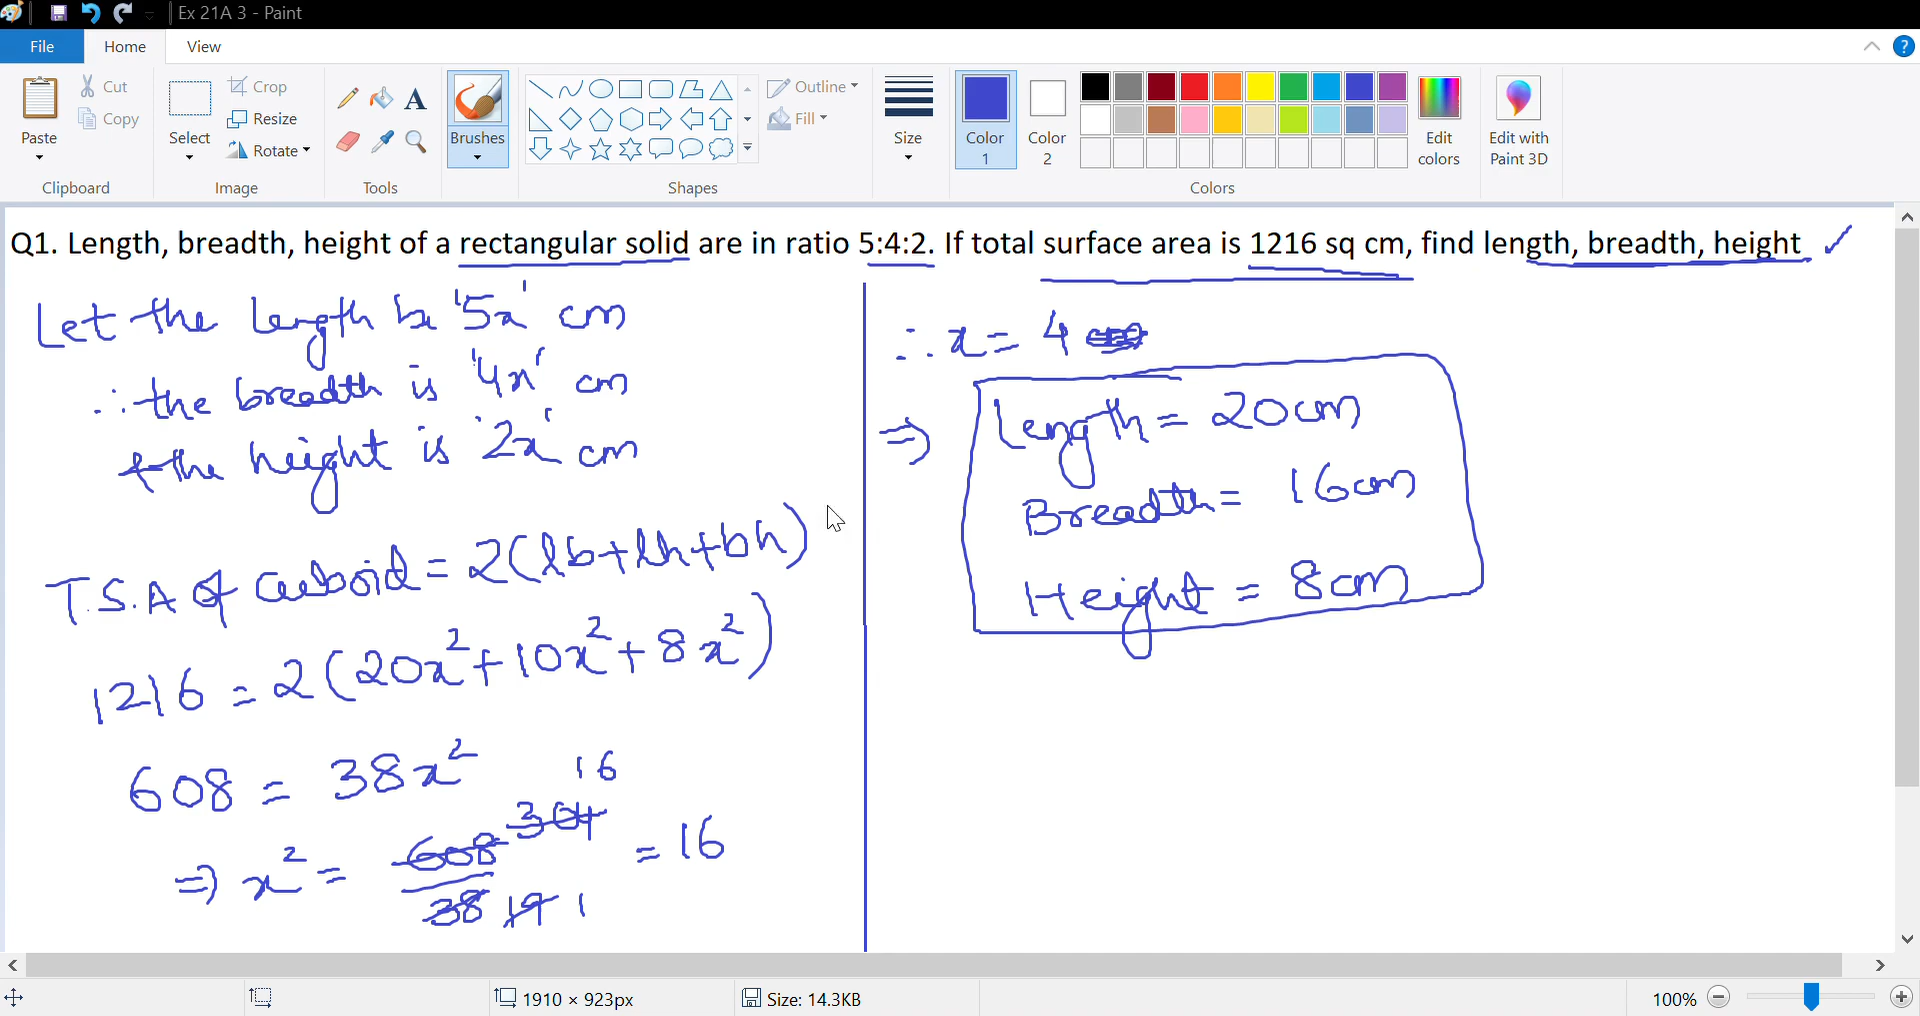 Ex 21A 3 - Paint
File Home View
Paste
Cut
Copy
Clipboard
Select
Crop
Resize
Rotate
Image
A
Tools
Brushes
Shapes
Outline
Fill
Size
Color 1
Color 2
Colors
Edit colors
Edit with Paint 3D
?
Q1. Length, breadth, height of a rectangular solid are in ratio 5:4:2. If total surface area is 1216 sq cm, find length, breadth, height ✓
Let the length be '5x' cm
∴ the breadth is '4x' cm
& the height is '2x' cm
T.S.A of cuboid = 2(lb+lh+bh)
1216 = 2(20x²+10x²+8x²)
608 = 38x²
16
304
⇒ x² = 608/38 = 16
19 1
∴ x = 4
⇒ Length = 20cm
Breadth = 16cm
Height = 8cm
1910 × 923px
Size: 14.3KB
100%